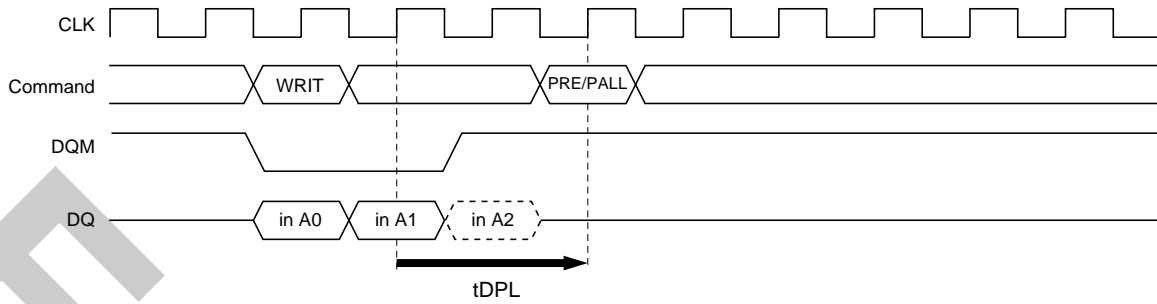 CLK
Command
WRIT
PRE/PALL
DQM
DQ
in A0
in A1
in A2
tDPL